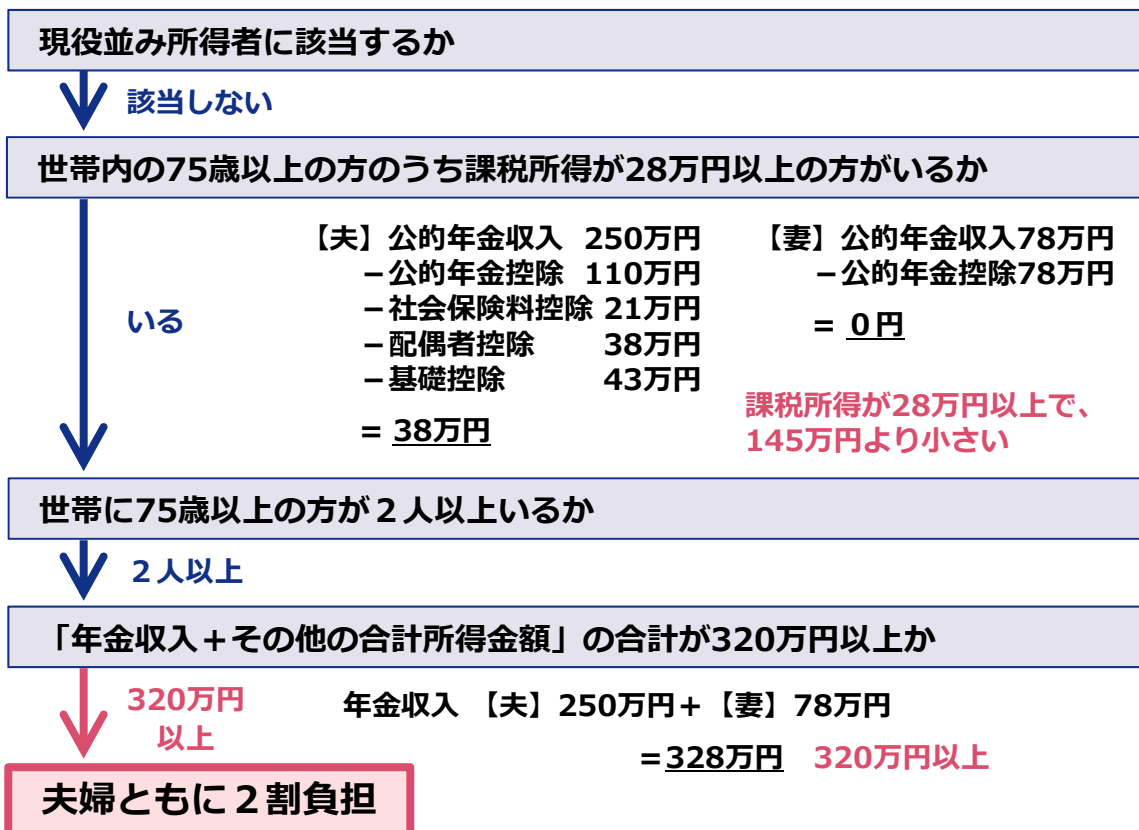 現役並み所得者に該当するか
該当しない
世帯内の75歳以上の方のうち課税所得が28万円以上の方がいるか
いる
【夫】公的年金収入 250万円
－公的年金控除 110万円
－社会保険料控除 21万円
－配偶者控除 38万円
－基礎控除 43万円
= 38万円
【妻】公的年金収入78万円
－公的年金控除78万円
= ０円
課税所得が28万円以上で、
145万円より小さい
世帯に75歳以上の方が２人以上いるか
２人以上
「年金収入＋その他の合計所得金額」の合計が320万円以上か
320万円
以上
年金収入 【夫】250万円＋【妻】78万円
=328万円 320万円以上
夫婦ともに２割負担